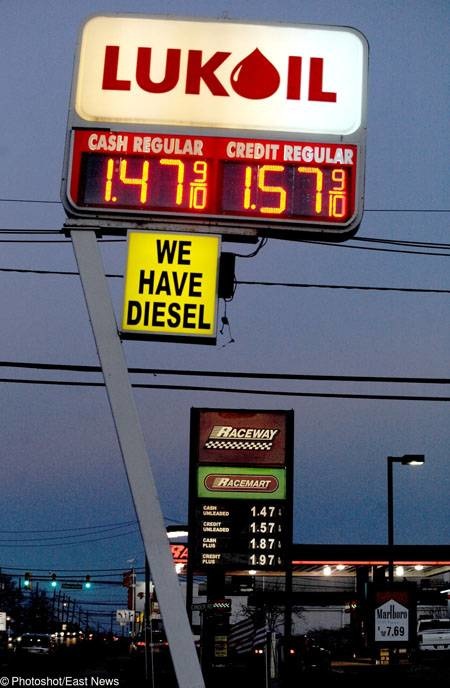 LUKOIL
CASH REGULAR CREDIT REGULAR
1.47 9/10 1.57 9/10
WE
HAVE
DIESEL
RACEWAY
RACEMART
CASH UNLEADED 1.47
CREDIT UNLEADED 1.57
CASH PLUS 1.87
CREDIT PLUS 1.97
Marlboro
7.69
© Photoshot/East News